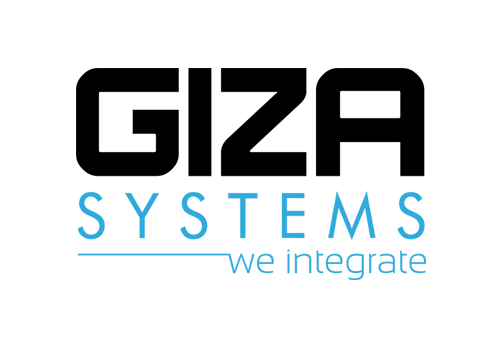 GIZA
SYSTEMS
we integrate